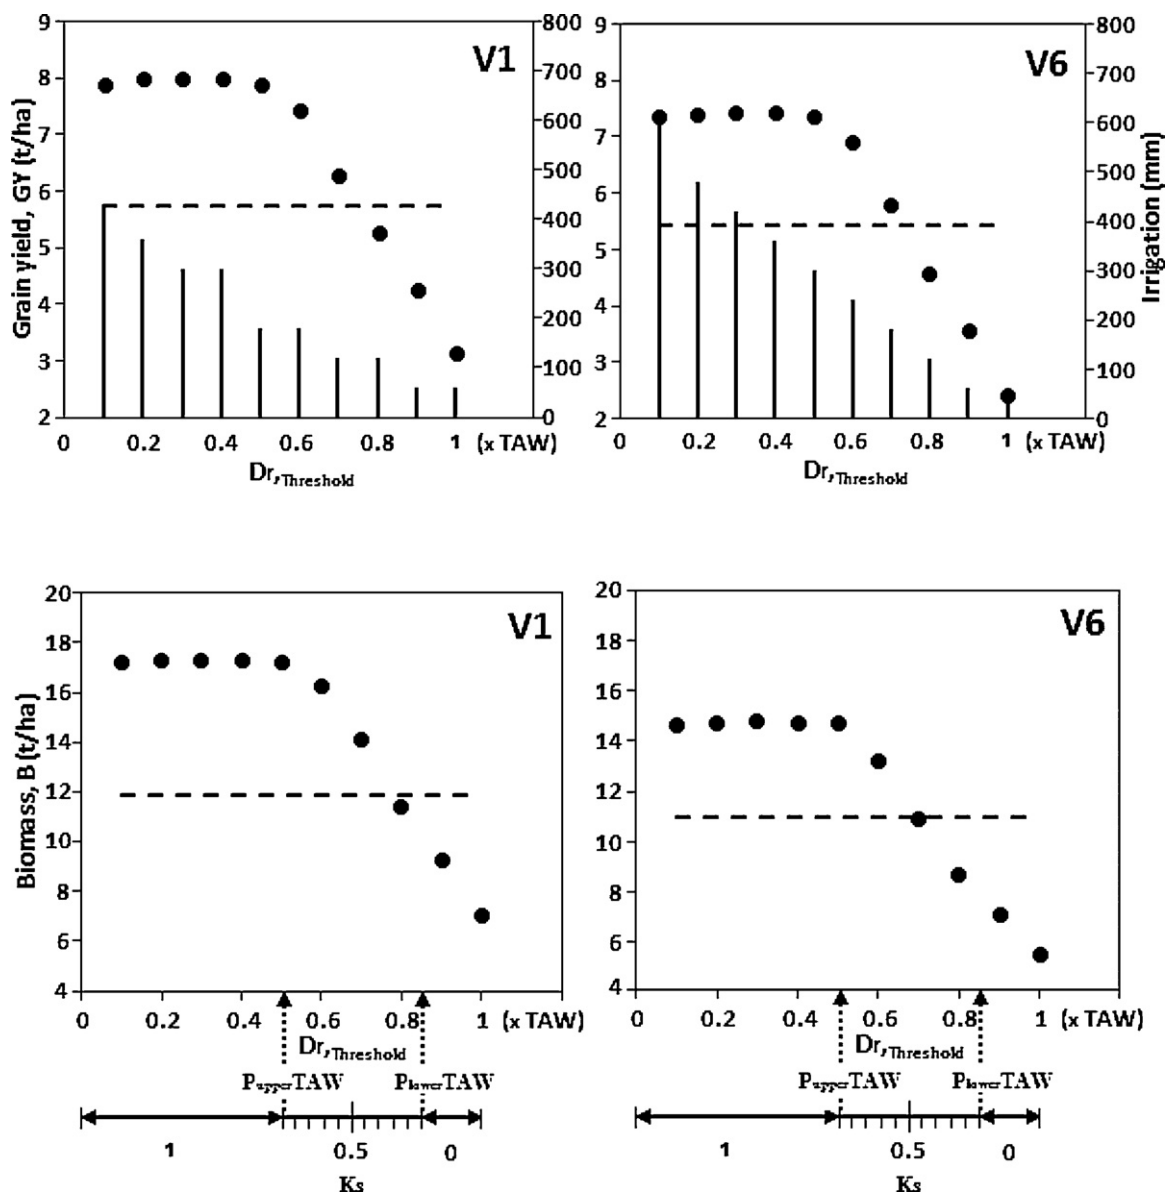 V1
Grain yield, GY (t/ha)
9
8
7
6
5
4
3
2
800
700
600
500
400
300
200
100
0
0 0.2 0.4 0.6 0.8 1 (x TAW)
Dr,Threshold
V6
9
8
7
6
5
4
3
2
800
700
600
500
400
300
200
100
0
Irrigation (mm)
0 0.2 0.4 0.6 0.8 1 (x TAW)
Dr,Threshold
V1
Biomass, B (t/ha)
20
18
16
14
12
10
8
6
4
0 0.2 0.4 0.6 0.8 1 (x TAW)
Dr,Threshold
PupperTAW PlowerTAW
1 0.5 0
Ks
V6
20
18
16
14
12
10
8
6
4
0 0.2 0.4 0.6 0.8 1 (x TAW)
Dr,Threshold
PupperTAW PlowerTAW
1 0.5 0
Ks